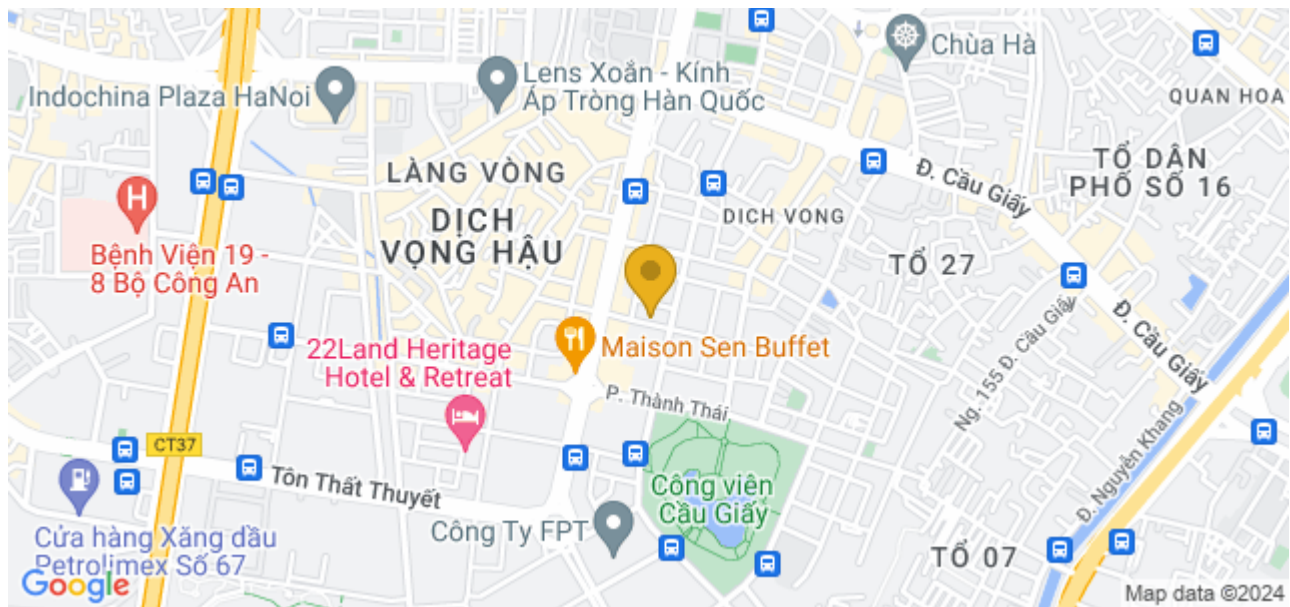 Chùa Hà
Lens Xoắn - Kính
Áp Tròng Hàn Quốc
Indochina Plaza HaNoi
QUAN HOA
LÀNG VÒNG
TỔ DÂN
PHỐ SỐ 16
Đ. Cầu Giấy
DỊCH
VỌNG HẬU
DICH VONG
H
Bệnh Viện 19 -
8 Bộ Công An
TỔ 27
Ng. 155 Đ. Cầu Giấy
Đ. Cầu Giấy
22Land Heritage
Hotel & Retreat
Maison Sen Buffet
P. Thành Thái
CT37
Tôn Thất Thuyết
Đ. Nguyễn Khang
Công viên
Cầu Giấy
Công Ty FPT
Cửa hàng Xăng dầu
Petrolimex Số 67
TỔ 07
Google
Map data ©2024